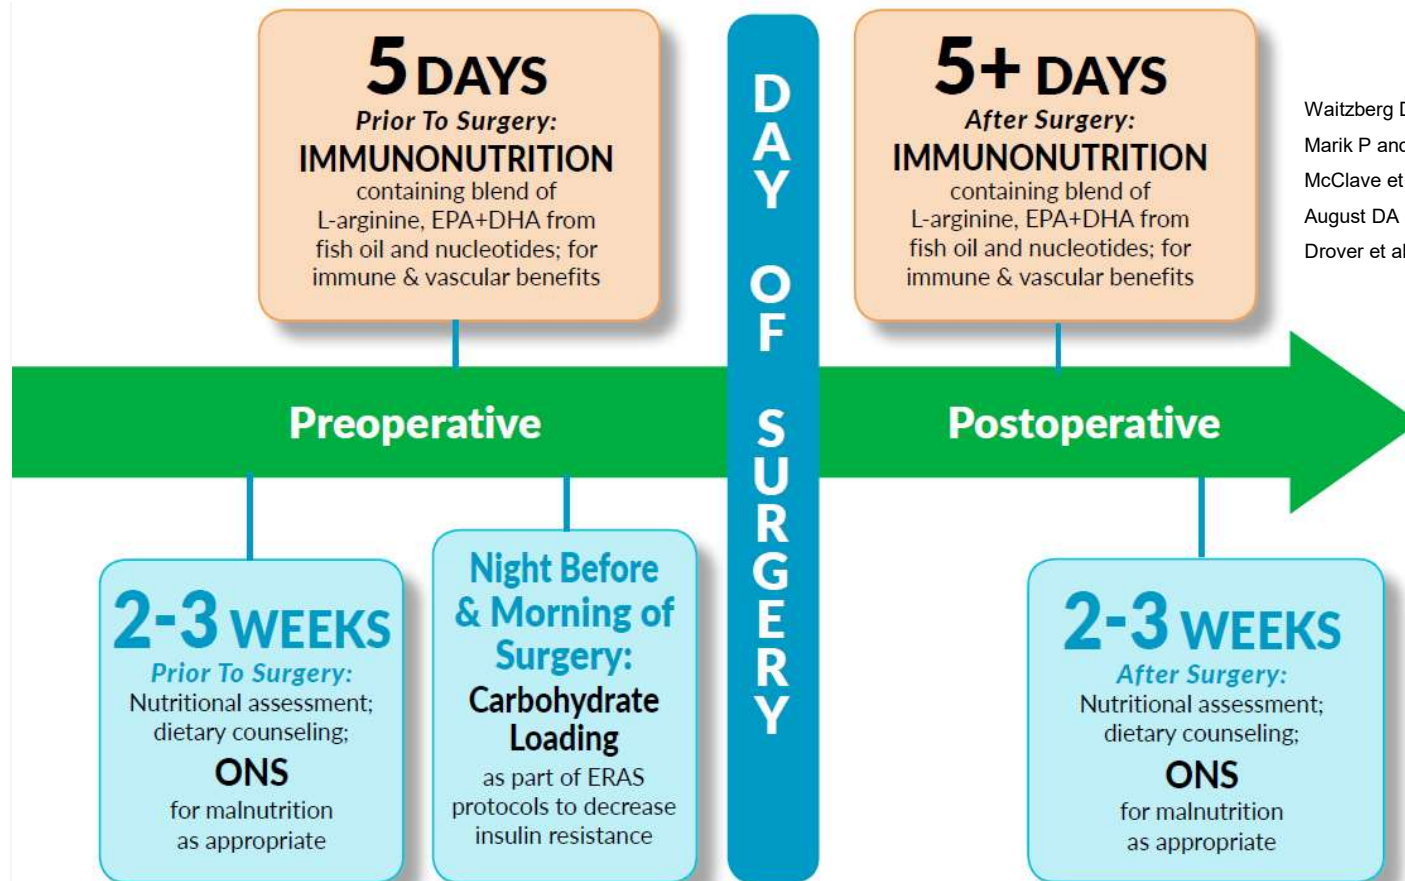 5 DAYS
Prior To Surgery:
IMMUNONUTRITION
containing blend of
L-arginine, EPA+DHA from
fish oil and nucleotides; for
immune & vascular benefits
DAY OF SURGERY
5+ DAYS
After Surgery:
IMMUNONUTRITION
containing blend of
L-arginine, EPA+DHA from
fish oil and nucleotides; for
immune & vascular benefits
Waitzberg
Marik P and
McClave et
August DA
Drover et al
Preoperative
Postoperative
2-3 WEEKS
Prior To Surgery:
Nutritional assessment;
dietary counseling;
ONS
for malnutrition
as appropriate
Night Before
& Morning of
Surgery:
Carbohydrate
Loading
as part of ERAS
protocols to decrease
insulin resistance
2-3 WEEKS
After Surgery:
Nutritional assessment;
dietary counseling;
ONS
for malnutrition
as appropriate